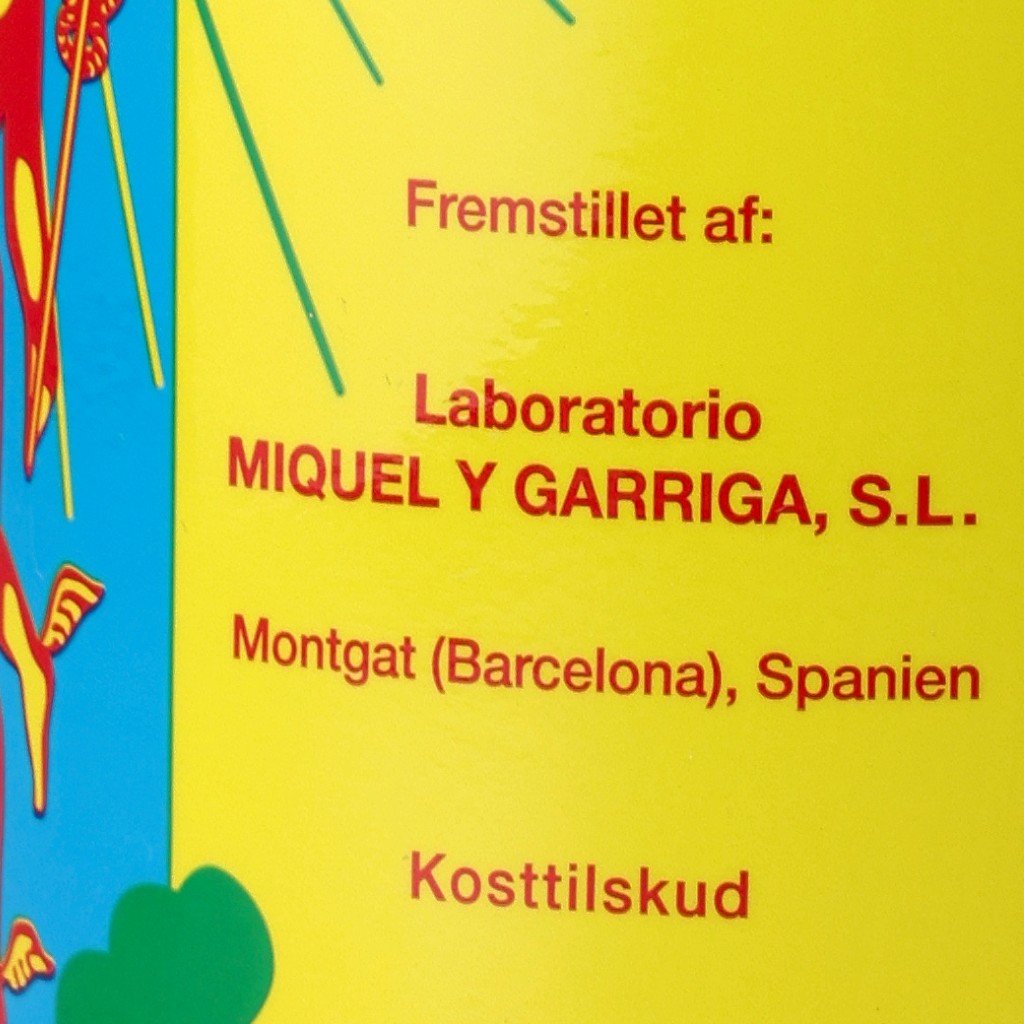 Fremstillet af:
Laboratorio
MIQUEL Y GARRIGA, S.L.
Montgat (Barcelona), Spanien
Kosttilskud